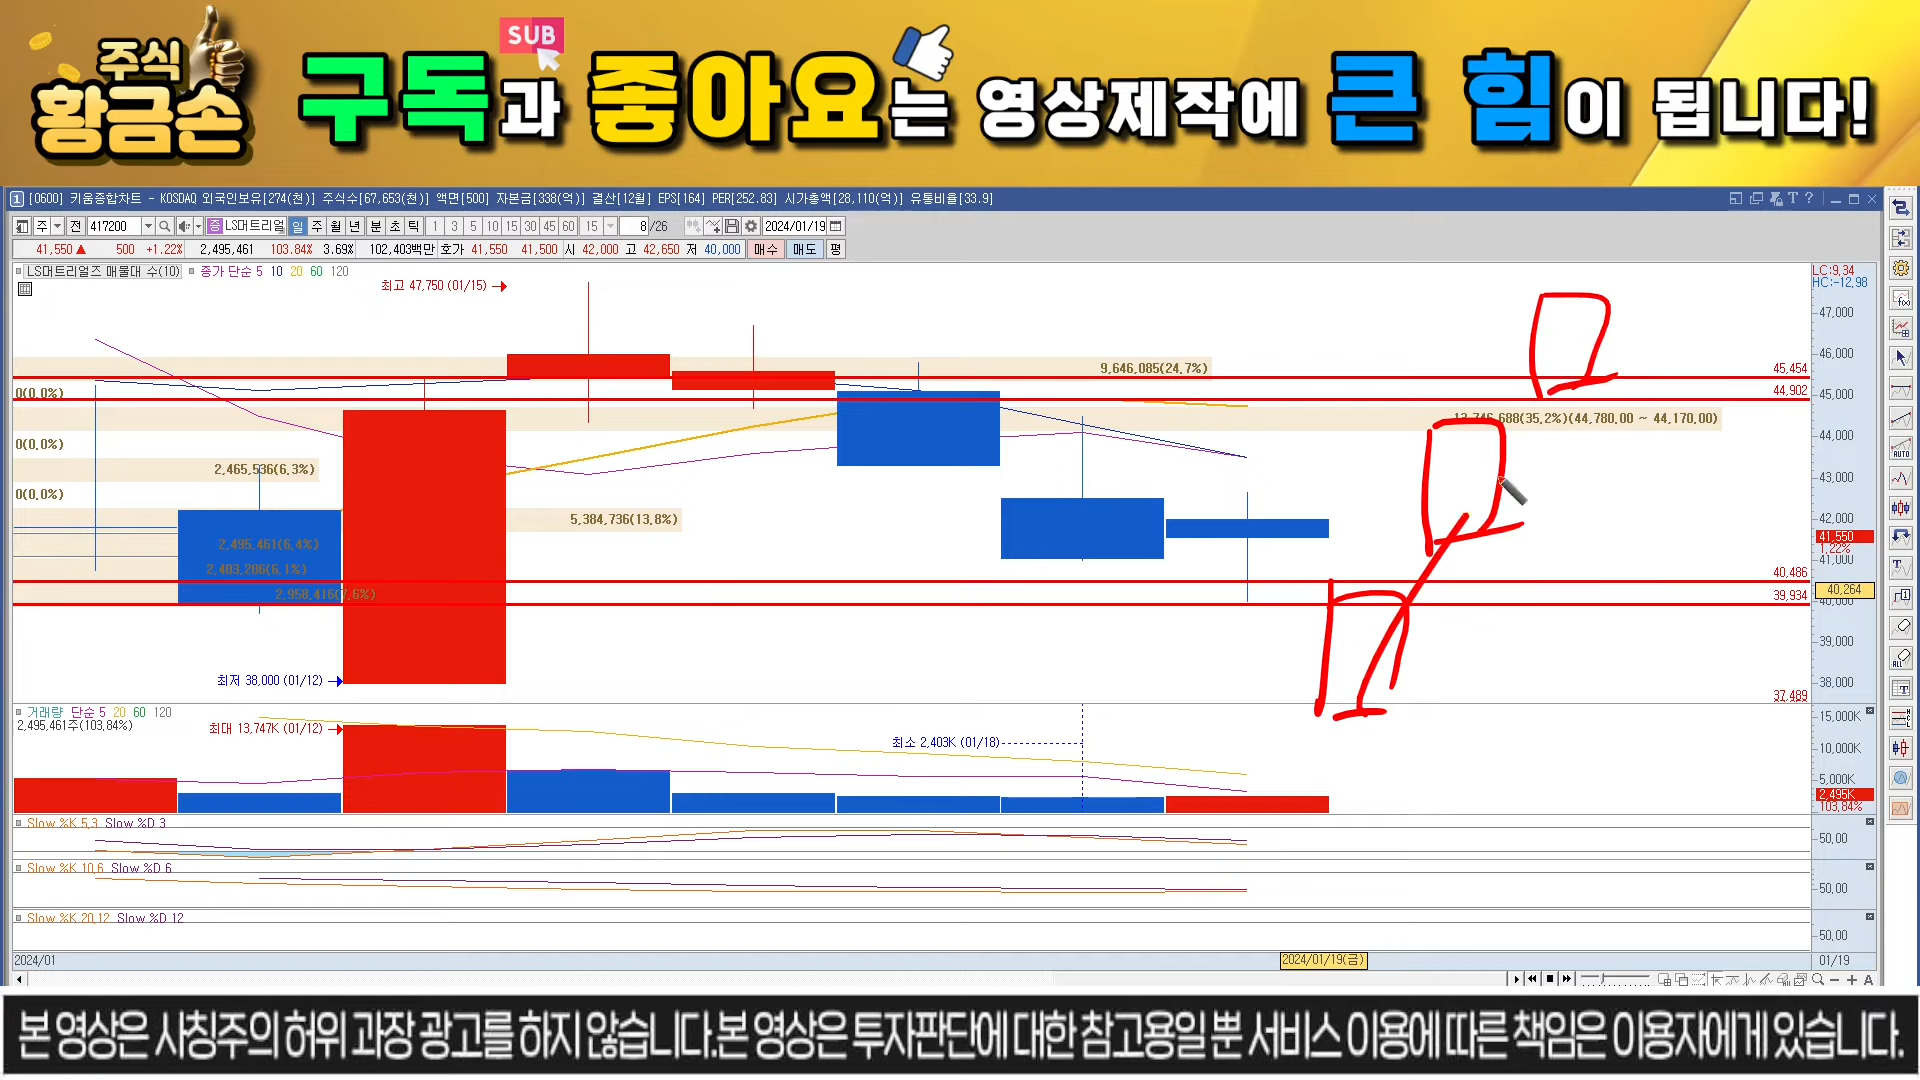 주식
황금손
SUB
구독과 좋아요는 영상제작에 큰 힘이 됩니다!
1 [0600] 키움종합차트 - KOSDAQ 외국인보유[274(천)] 주식수[67,653(천)] 액면[500] 자본금[338(억)] 결산[12월] EPS[164] PER[252.83] 시가총액[28,110(억)] 유통비율[33.9]
주 전 417200 증 LS머트리얼 일 주 월 년 분 초 틱 1 3 5 10 15 30 45 60 15 8 /26 2024/01/19
41,550 ▲ 500 +1.22% 2,495,461 103.84% 3.69% 102,403백만 호가 41,550 41,500 시 42,000 고 42,650 저 40,000 매수 매도 평
LS머트리얼즈 매물대 수(10) 종가 단순 5 10 20 60 120
LC:9.34
HC:-12.98
최고 47,750 (01/15)
47,000
46,000
9,646,085(24.7%)
45,454
0(0.0%)
44,902
45,000
688(35.2%)(44,780.00 ~ 44,170.00)
0(0.0%)
44,000
2,465,536(6.3%)
43,000
0(0.0%)
5,384,736(13.8%)
42,000
2,495,461(6.4%)
41,550
1.22%
41,000
2,403,206(6.1%)
40,486
2,958,416(7.6%)
39,934
40,264
40,000
39,000
최저 38,000 (01/12)
38,000
37,489
거래량 단순 5 20 60 120
2,495,461주(103.84%)
최대 13,747K (01/12)
15,000K
최소 2,403K (01/18)
10,000K
5,000K
2,495K
103.84%
Slow %K 5,3 Slow %D 3
50.00
Slow %K 10,6 Slow %D 6
50.00
Slow %K 20,12 Slow %D 12
50.00
2024/01 2024/01/19(금) 01/19
본 영상은 사칭주의 허위 과장 광고를 하지 않습니다.본 영상은 투자판단에 대한 참고용일 뿐 서비스 이용에 따른 책임은 이용자에게 있습니다.